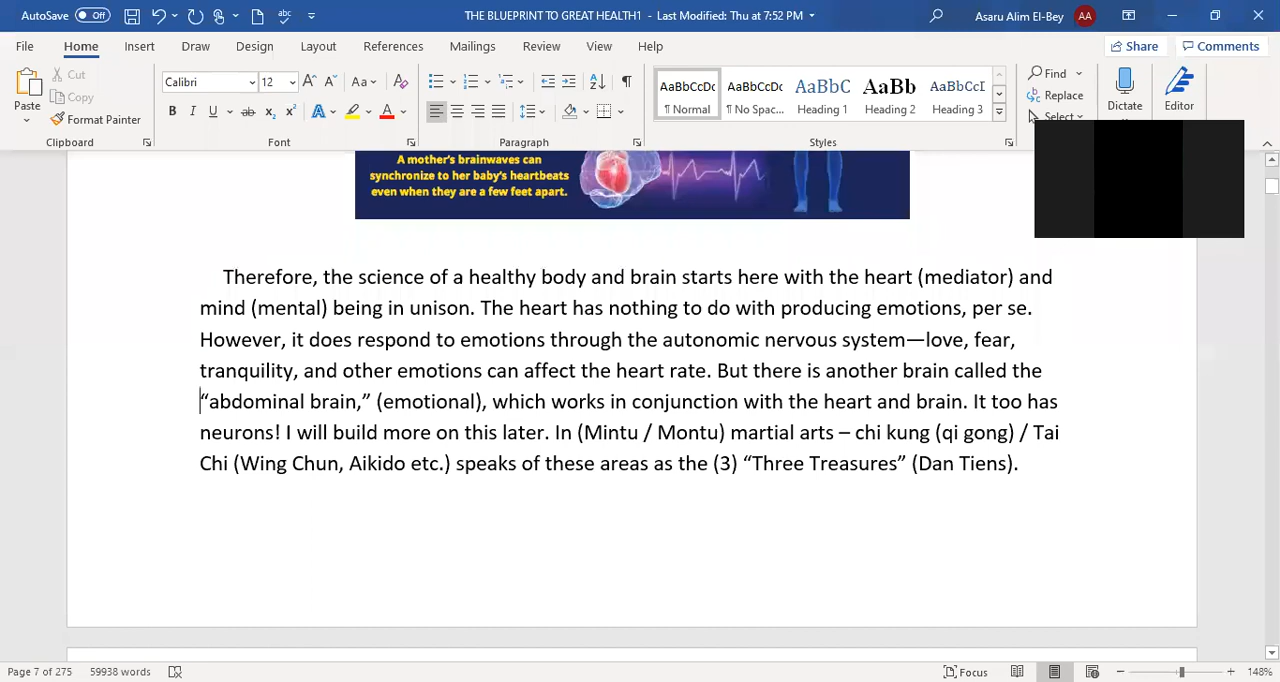 AutoSave Off
THE BLUEPRINT TO GREAT HEALTH1 - Last Modified: Thu at 7:52 PM
Asaru Alim El-Bey AA
File Home Insert Draw Design Layout References Mailings Review View Help
Share Comments
Paste
Cut
Copy
Format Painter
Clipboard
Calibri 12
Font
Paragraph
AaBbCcDc AaBbCcDc AaBbC AaBb AaBbCcI
¶ Normal ¶ No Spac... Heading 1 Heading 2 Heading 3
Styles
Find
Replace
Select
Dictate
Editor
A mother's brainwaves can
synchronize to her baby's heartbeats
even when they are a few feet apart.
Therefore, the science of a healthy body and brain starts here with the heart (mediator) and
mind (mental) being in unison. The heart has nothing to do with producing emotions, per se.
However, it does respond to emotions through the autonomic nervous system—love, fear,
tranquility, and other emotions can affect the heart rate. But there is another brain called the
“abdominal brain,” (emotional), which works in conjunction with the heart and brain. It too has
neurons! I will build more on this later. In (Mintu / Montu) martial arts – chi kung (qi gong) / Tai
Chi (Wing Chun, Aikido etc.) speaks of these areas as the (3) “Three Treasures” (Dan Tiens).
Page 7 of 275 59938 words
Focus
148%